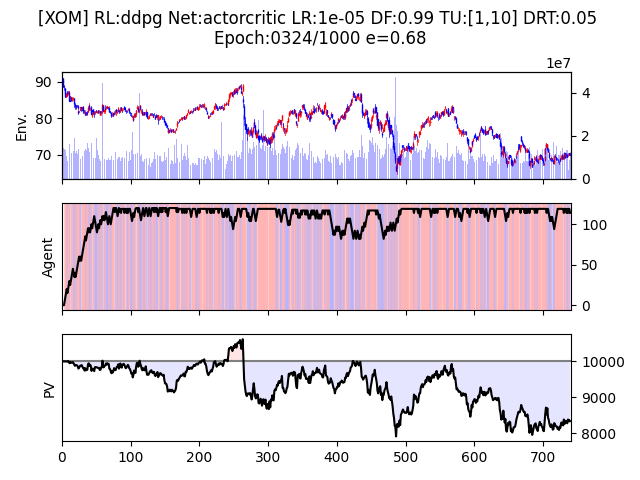 [XOM] RL:ddpg Net:actorcritic LR:1e-05 DF:0.99 TU:[1,10] DRT:0.05
Epoch:0324/1000 e=0.68
1e7
90
80
70
Env.
4
2
0
Agent
100
50
0
PV
10000
9000
8000
0 100 200 300 400 500 600 700